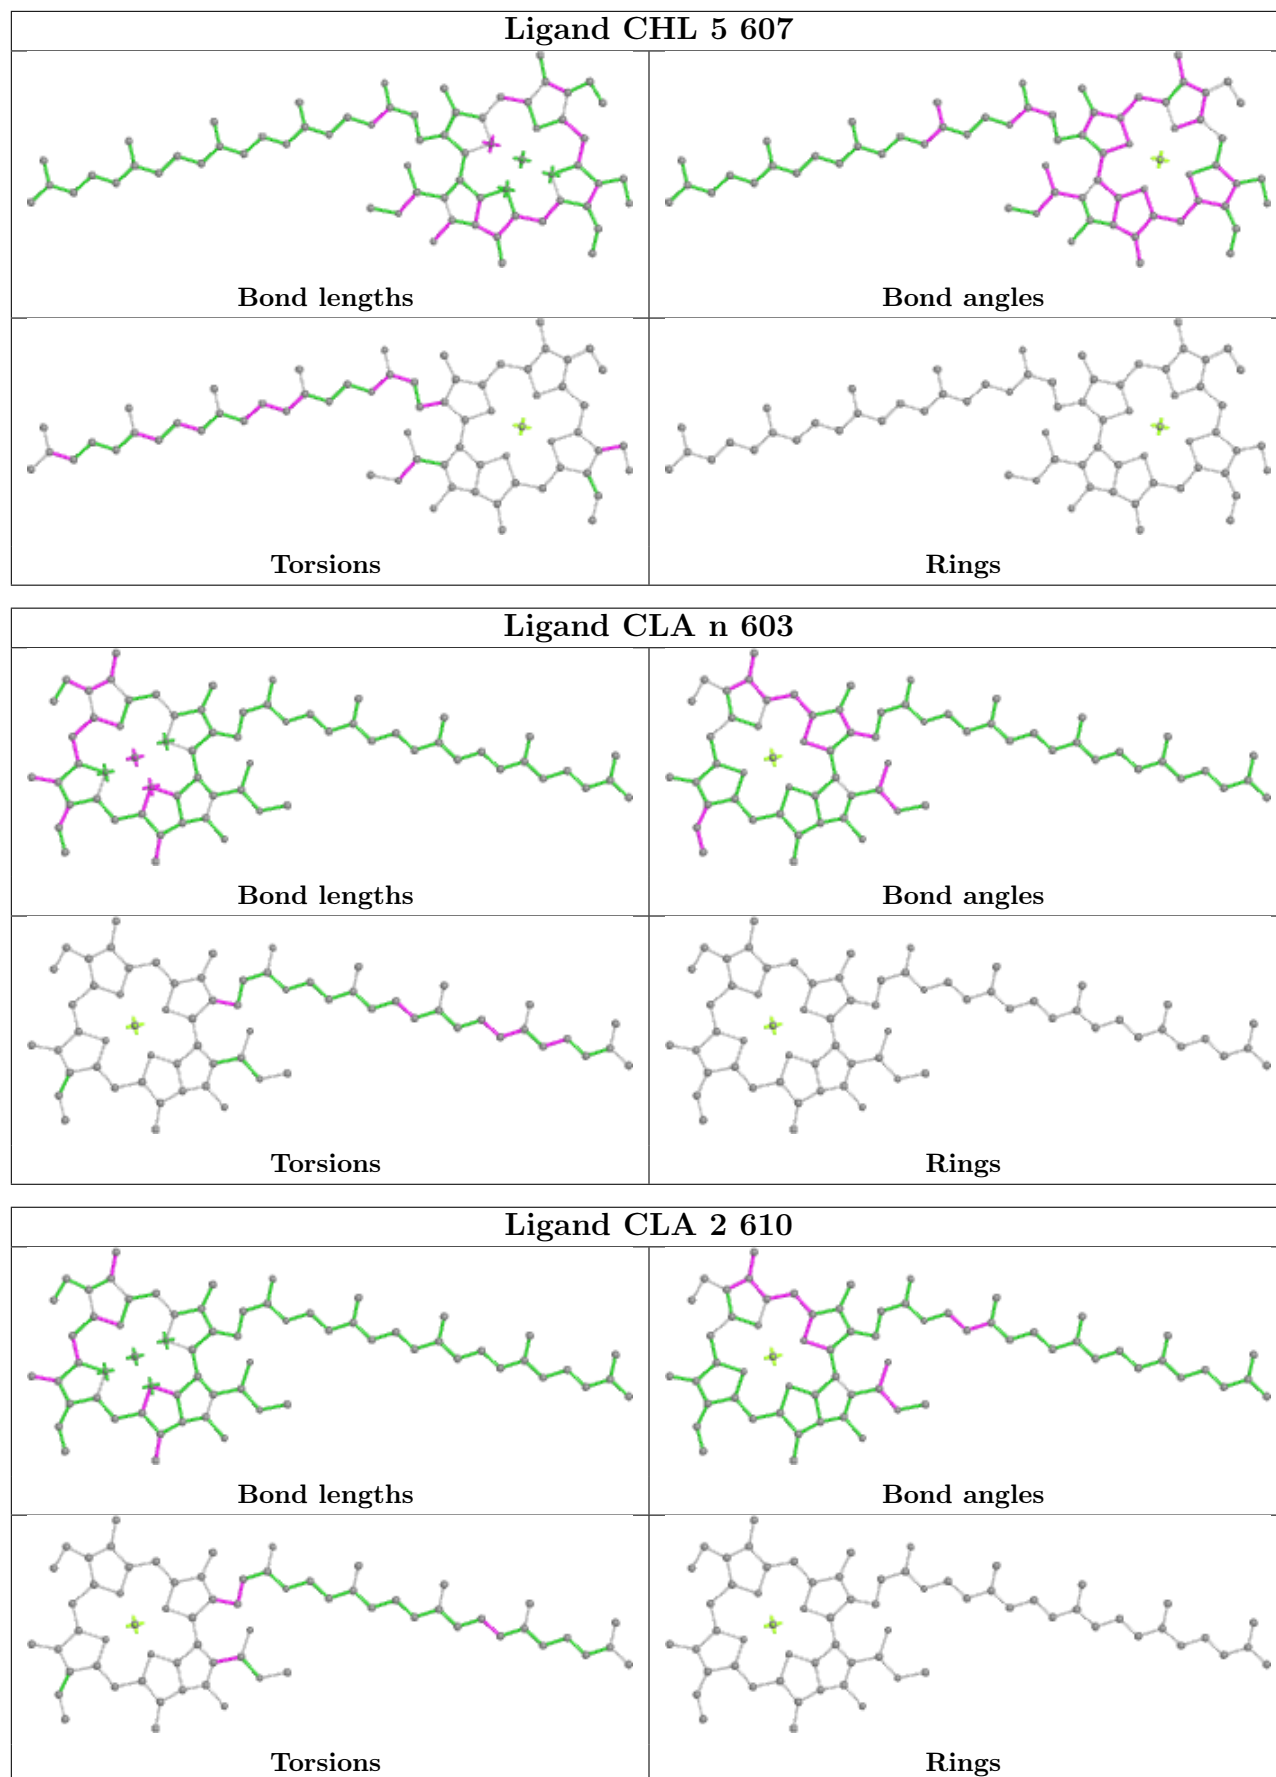 Ligand CHL 5 607
Bond lengths
Bond angles
Torsions
Rings
Ligand CLA n 603
Bond lengths
Bond angles
Torsions
Rings
Ligand CLA 2 610
Bond lengths
Bond angles
Torsions
Rings